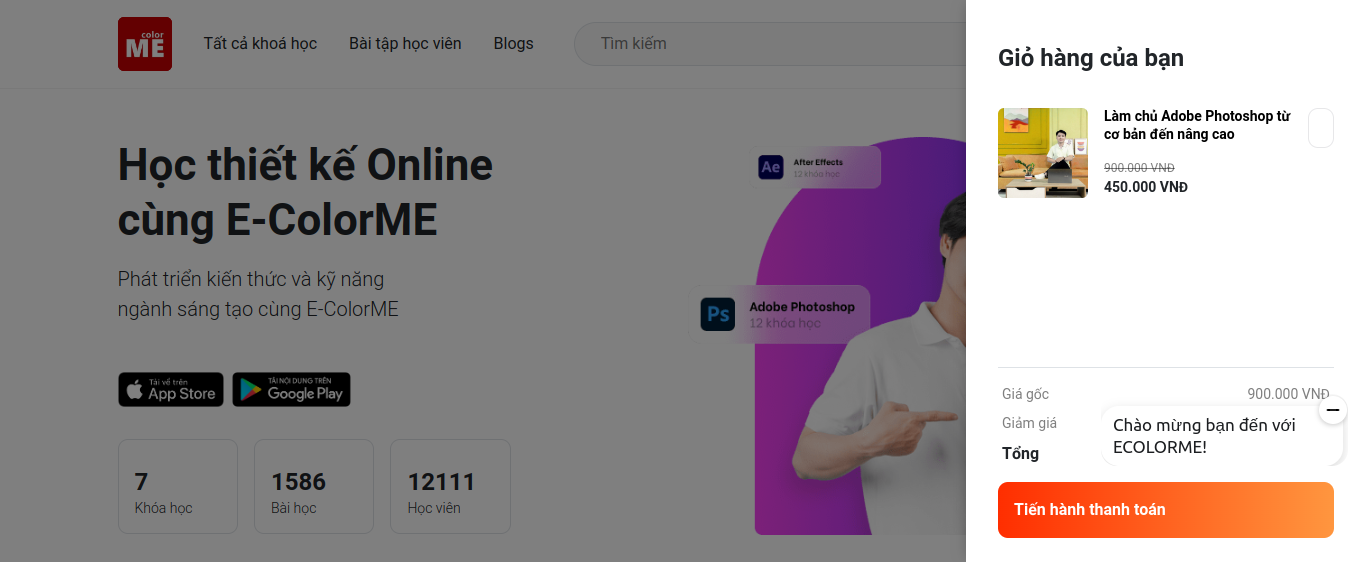 color
ME
Tất cả khoá học
Bài tập học viên
Blogs
Tìm kiếm
Học thiết kế Online
cùng E-ColorME
Phát triển kiến thức và kỹ năng
ngành sáng tạo cùng E-ColorME
Tải về trên
App Store
TẢI NỘI DUNG TRÊN
Google Play
7
Khóa học
1586
Bài học
12111
Học viên
Ae
After Effects
12 khóa học
Ps
Adobe Photoshop
12 khóa học
Giỏ hàng của bạn
Làm chủ Adobe Photoshop từ
cơ bản đến nâng cao
900.000 VNĐ
450.000 VNĐ
Giá gốc
900.000 VNĐ
Giảm giá
Tổng
Chào mừng bạn đến với
ECOLORME!
Tiến hành thanh toán